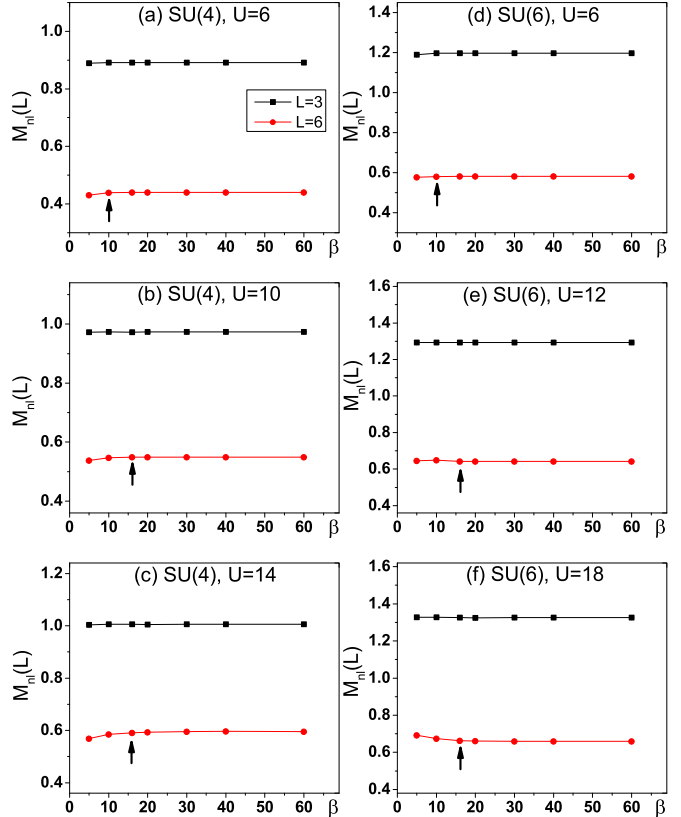 (a) SU(4), U=6
M_nl(L)
1.0
0.8
0.6
0.4
L=3
L=6
0 10 20 30 40 50 60 β
(d) SU(6), U=6
M_nl(L)
1.4
1.2
1.0
0.8
0.6
0.4
0 10 20 30 40 50 60 β
(b) SU(4), U=10
M_nl(L)
1.0
0.8
0.6
0.4
0 10 20 30 40 50 60 β
(e) SU(6), U=12
M_nl(L)
1.6
1.4
1.2
1.0
0.8
0.6
0.4
0 10 20 30 40 50 60 β
(c) SU(4), U=14
M_nl(L)
1.2
1.0
0.8
0.6
0.4
0 10 20 30 40 50 60 β
(f) SU(6), U=18
M_nl(L)
1.6
1.4
1.2
1.0
0.8
0.6
0.4
0 10 20 30 40 50 60 β